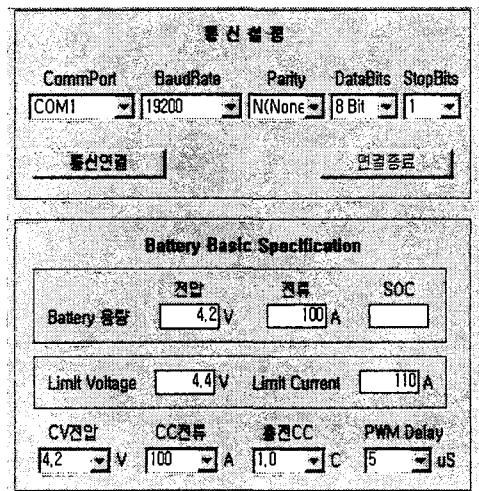 통신설정
CommPort BaudRate Parity DataBits StopBits
COM1 19200 N(None 8 Bit 1
통신연결 연결종료
Battery Basic Specification
전압 전류 SOC
Battery 용량 4.2 V 100 A
Limit Voltage 4.4 V Limit Current 110 A
CV전압 CC전류 충전CC PWM Delay
4.2 V 100 A 1.0 C 5 uS